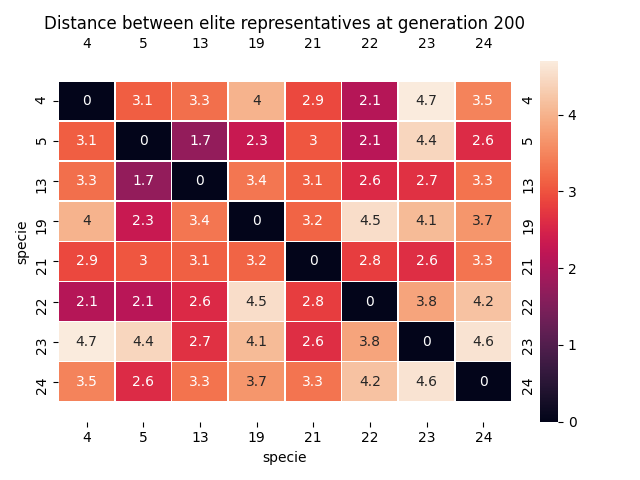 Distance between elite representatives at generation 200
4 5 13 19 21 22 23 24
4 0 3.1 3.3 4 2.9 2.1 4.7 3.5 4
5 3.1 0 1.7 2.3 3 2.1 4.4 2.6 5
13 3.3 1.7 0 3.4 3.1 2.6 2.7 3.3 13
19 4 2.3 3.4 0 3.2 4.5 4.1 3.7 19
21 2.9 3 3.1 3.2 0 2.8 2.6 3.3 21
22 2.1 2.1 2.6 4.5 2.8 0 3.8 4.2 22
23 4.7 4.4 2.7 4.1 2.6 3.8 0 4.6 23
24 3.5 2.6 3.3 3.7 3.3 4.2 4.6 0 24
4 5 13 19 21 22 23 24
specie
specie
4
3
2
1
0